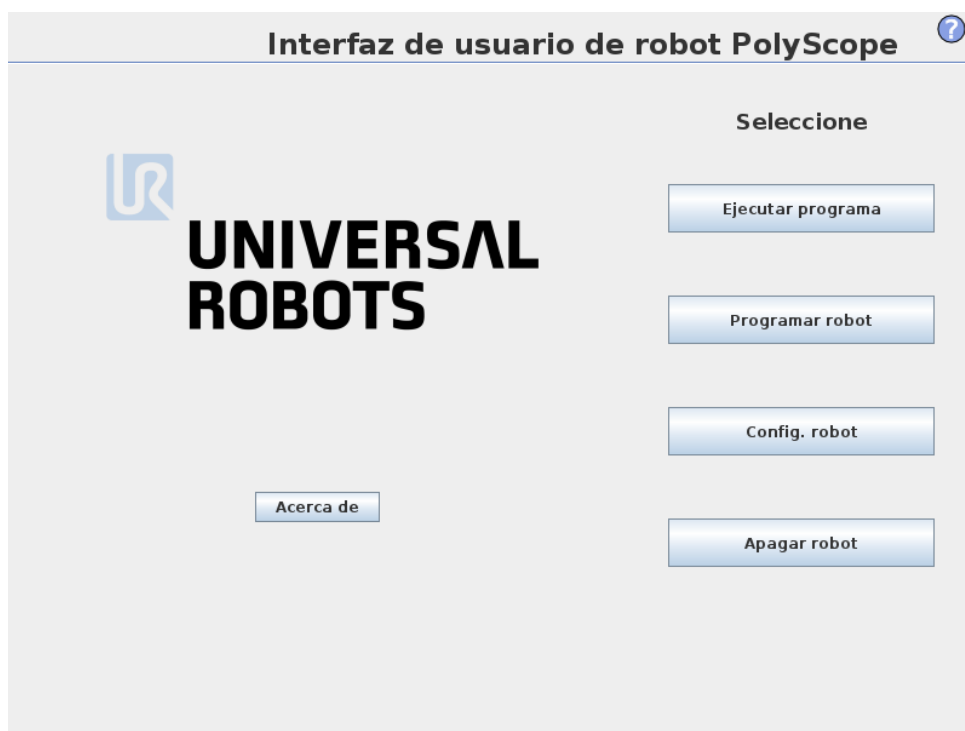 Interfaz de usuario de robot PolyScope
?
Seleccione
UR
UNIVERSAL
ROBOTS
Ejecutar programa
Programar robot
Config. robot
Acerca de
Apagar robot